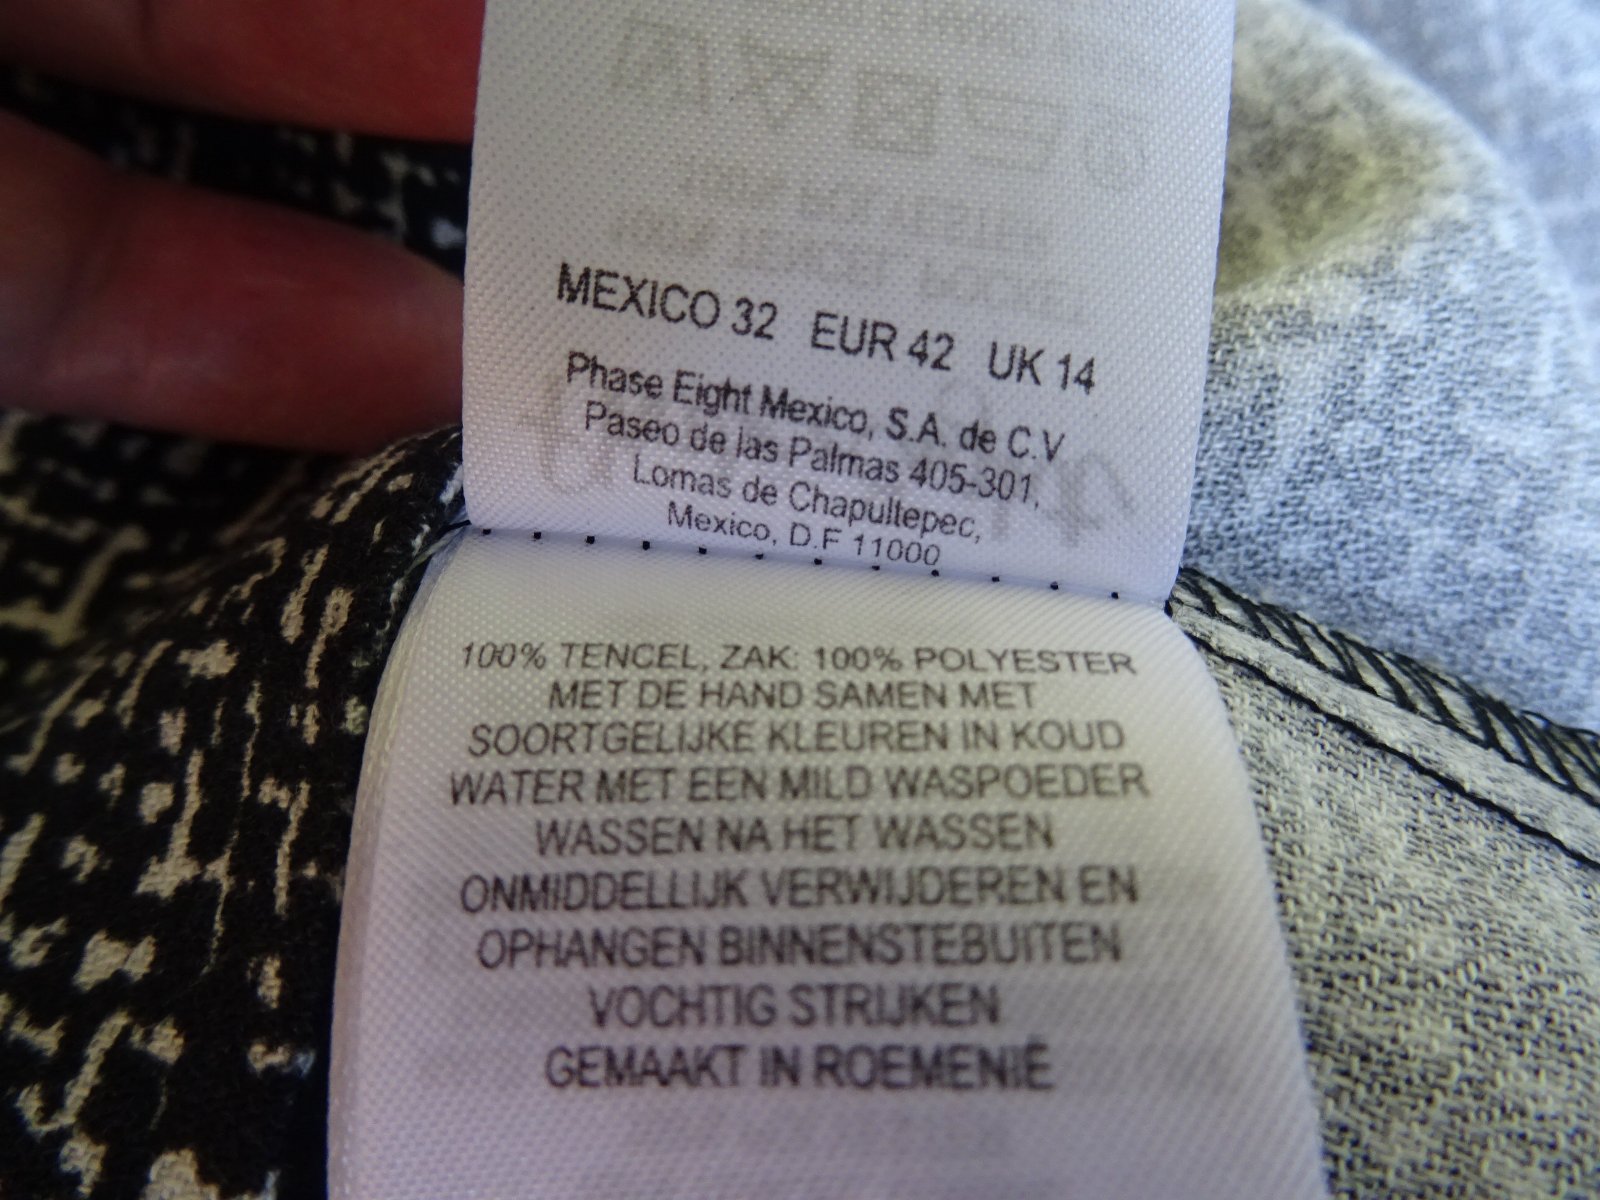 MEXICO 32 EUR 42 UK 14
Phase Eight Mexico, S.A. de C.V
Paseo de las Palmas 405-301,
Lomas de Chapultepec,
Mexico, D.F 11000
100% TENCEL, ZAK: 100% POLYESTER
MET DE HAND SAMEN MET
SOORTGELIJKE KLEUREN IN KOUD
WATER MET EEN MILD WASPOEDER
WASSEN NA HET WASSEN
ONMIDDELLIJK VERWIJDEREN EN
OPHANGEN BINNENSTEBUITEN
VOCHTIG STRIJKEN
GEMAAKT IN ROEMENIË